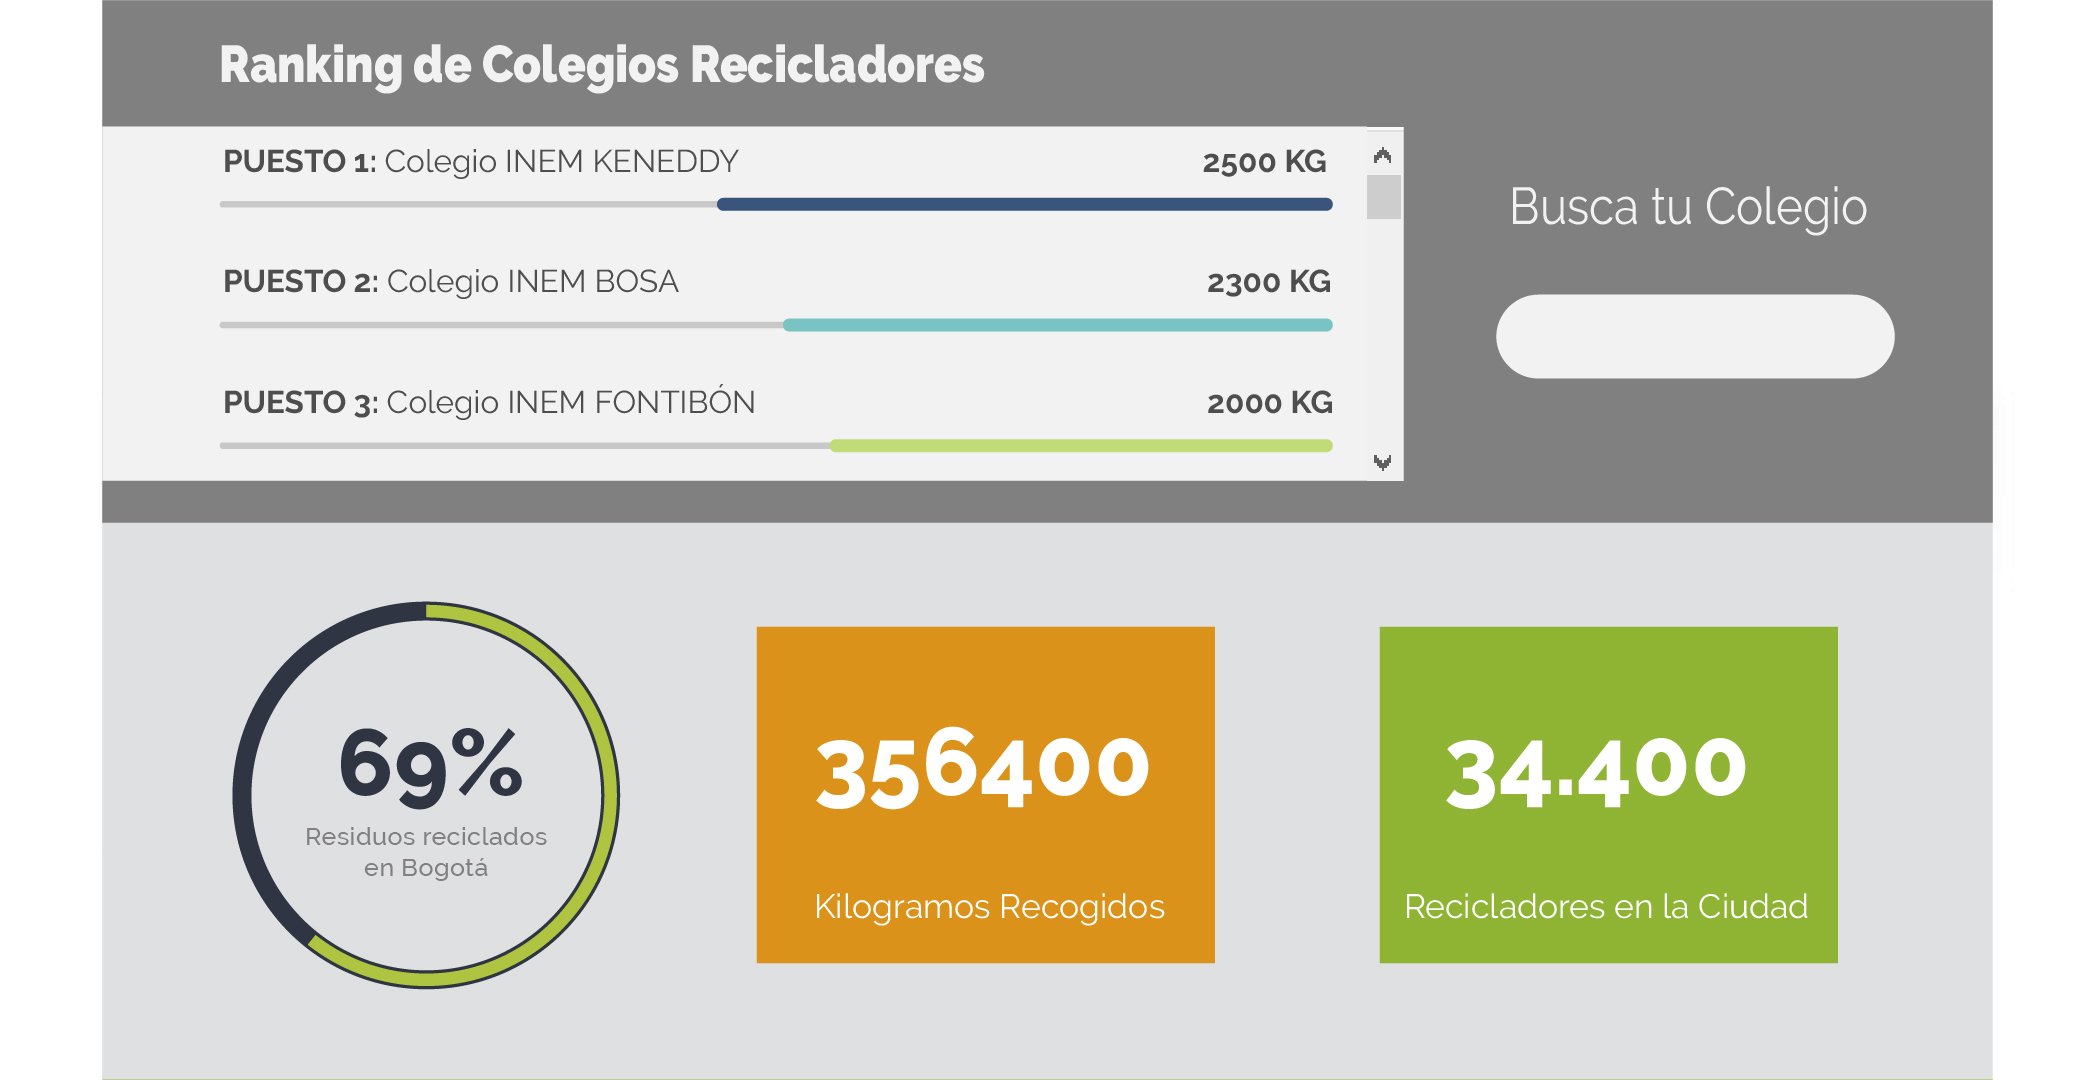 Ranking de Colegios Recicladores
PUESTO 1: Colegio INEM KENEDDY
2500 KG
PUESTO 2: Colegio INEM BOSA
2300 KG
PUESTO 3: Colegio INEM FONTIBÓN
2000 KG
Busca tu Colegio
69%
Residuos reciclados
en Bogotá
356400
Kilogramos Recogidos
34.400
Recicladores en la Ciudad